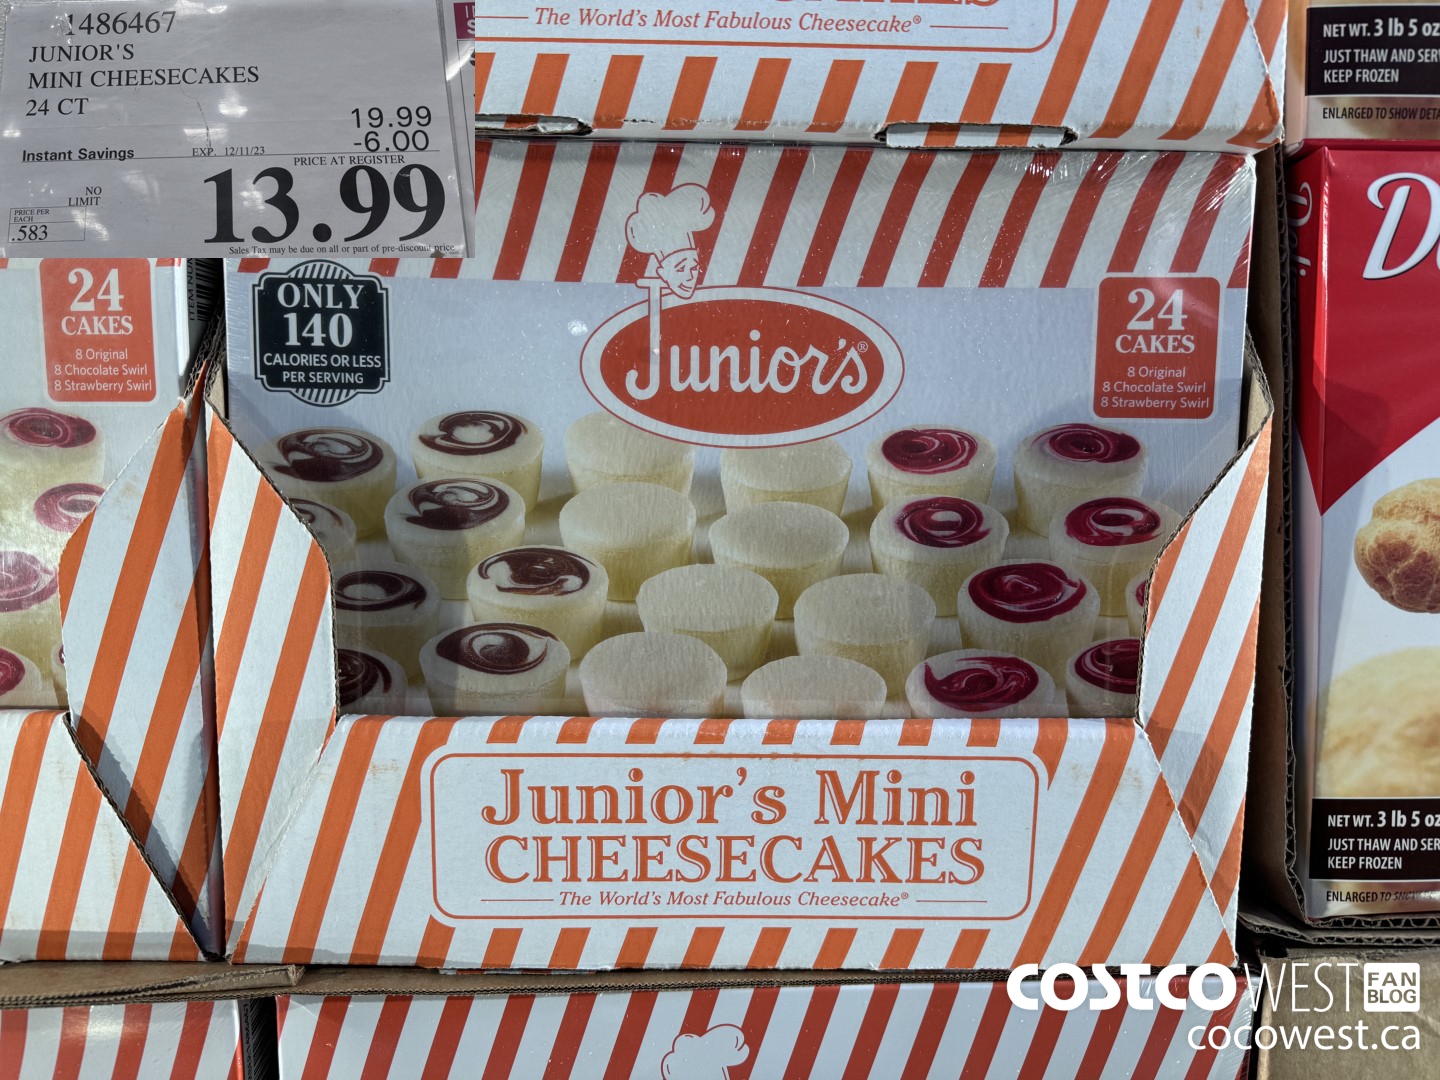 1486467
JUNIOR'S
MINI CHEESECAKES
24 CT
19.99
-6.00
Instant Savings
EXP. 12/11/23
PRICE AT REGISTER
13.99
NO
LIMIT
PRICE PER
EACH
.583
Sales Tax may be due on all or part of pre-discount price
The World's Most Fabulous Cheesecake®
NET WT. 3 lb 5 oz
JUST THAW AND SER
KEEP FROZEN
ENLARGED TO SHOW DETA
24
CAKES
8 Original
8 Chocolate Swirl
8 Strawberry Swirl
ONLY
140
CALORIES OR LESS
PER SERVING
Junior's®
24
CAKES
8 Original
8 Chocolate Swirl
8 Strawberry Swirl
Junior's Mini
CHEESECAKES
The World's Most Fabulous Cheesecake®
NET WT. 3 lb 5 oz
JUST THAW AND SER
KEEP FROZEN
ENLARGED TO
COSTCO WEST FAN
BLOG
cocowest.ca